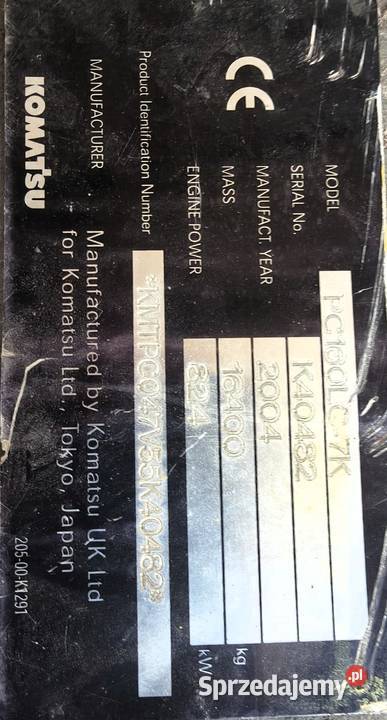 CE
MODEL PC180LC-7K
SERIAL No. K40482
MANUFACT. YEAR 2004
MASS 16400 kg
ENGINE POWER 82.4 kW
Product Identification Number *KMTPC047V55K40482*
MANUFACTURER Manufactured by Komatsu UK Ltd
for Komatsu Ltd., Tokyo, Japan
KOMATSU
205-00-K1291
Sprzedajemy.pl